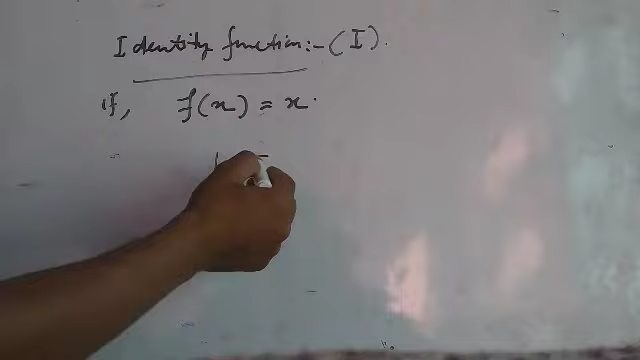 Identity function:- (I).
If, f(x) = x.